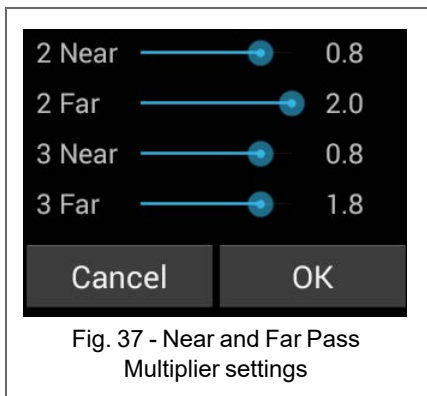 2 Near 0.8
2 Far 2.0
3 Near 0.8
3 Far 1.8
Cancel OK
Fig. 37 - Near and Far Pass
Multiplier settings